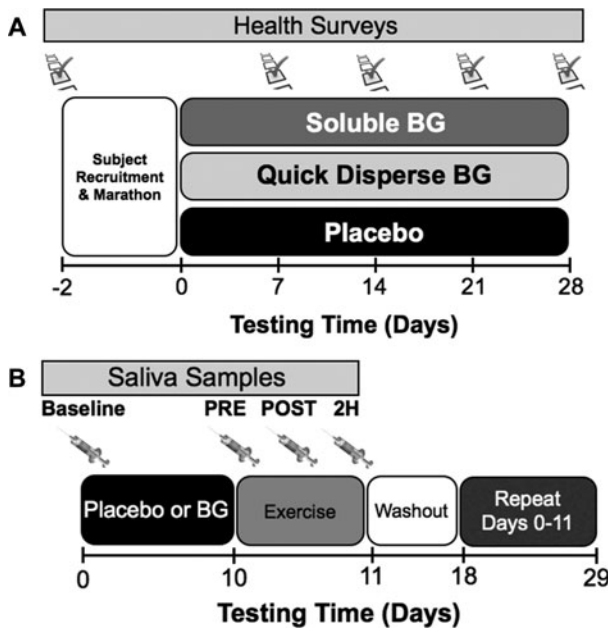 A
Health Surveys
Subject
Recruitment
& Marathon
Soluble BG
Quick Disperse BG
Placebo
-2 0 7 14 21 28
Testing Time (Days)
B
Saliva Samples
Baseline PRE POST 2H
Placebo or BG
Exercise
Washout
Repeat
Days 0-11
0 10 11 18 29
Testing Time (Days)